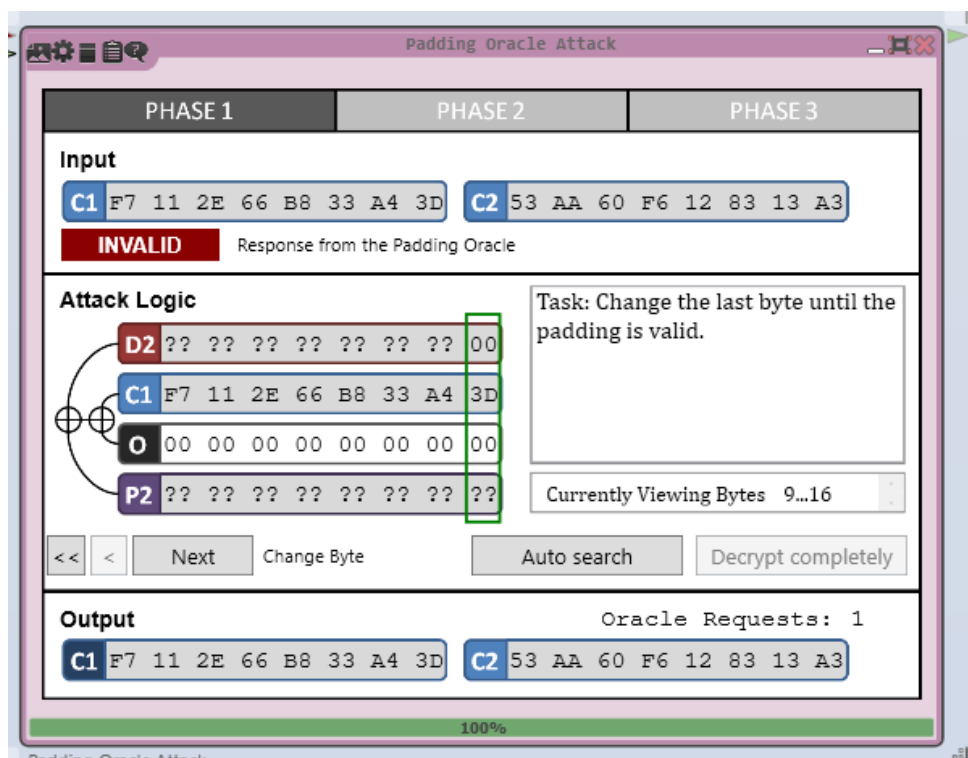 Padding Oracle Attack
PHASE 1 PHASE 2 PHASE 3
Input
C1 F7 11 2E 66 B8 33 A4 3D C2 53 AA 60 F6 12 83 13 A3
INVALID Response from the Padding Oracle
Attack Logic
Task: Change the last byte until the
padding is valid.
D2 ?? ?? ?? ?? ?? ?? ?? 00
C1 F7 11 2E 66 B8 33 A4 3D
O 00 00 00 00 00 00 00 00
P2 ?? ?? ?? ?? ?? ?? ?? ??
Currently Viewing Bytes 9...16
<< < Next Change Byte Auto search Decrypt completely
Output Oracle Requests: 1
C1 F7 11 2E 66 B8 33 A4 3D C2 53 AA 60 F6 12 83 13 A3
100%
Padding Oracle Attack